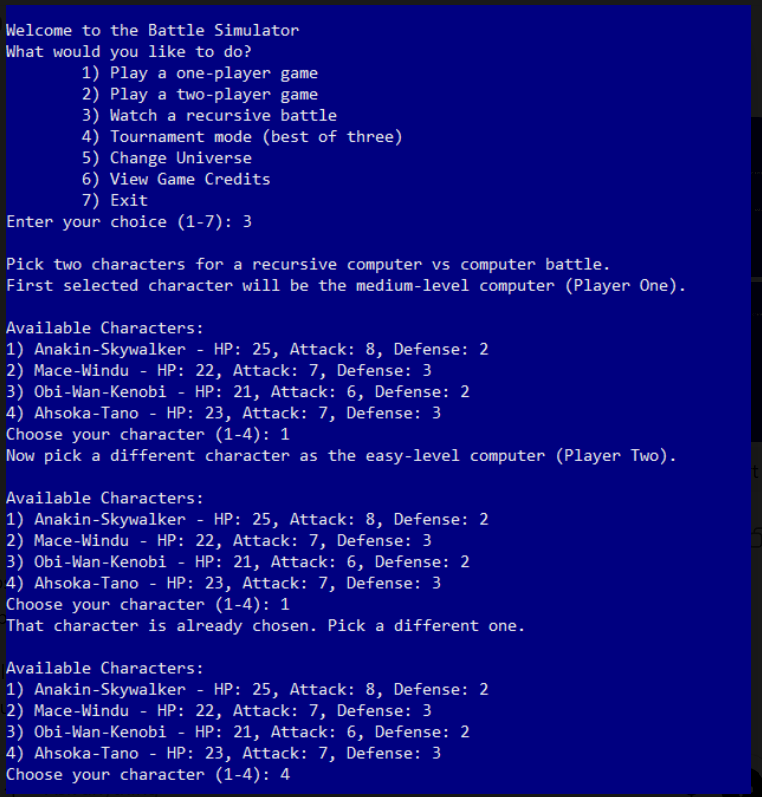 Welcome to the Battle Simulator
What would you like to do?
1) Play a one-player game
2) Play a two-player game
3) Watch a recursive battle
4) Tournament mode (best of three)
5) Change Universe
6) View Game Credits
7) Exit
Enter your choice (1-7): 3
Pick two characters for a recursive computer vs computer battle.
First selected character will be the medium-level computer (Player One).
Available Characters:
1) Anakin-Skywalker - HP: 25, Attack: 8, Defense: 2
2) Mace-Windu - HP: 22, Attack: 7, Defense: 3
3) Obi-Wan-Kenobi - HP: 21, Attack: 6, Defense: 2
4) Ahsoka-Tano - HP: 23, Attack: 7, Defense: 3
Choose your character (1-4): 1
Now pick a different character as the easy-level computer (Player Two).
Available Characters:
1) Anakin-Skywalker - HP: 25, Attack: 8, Defense: 2
2) Mace-Windu - HP: 22, Attack: 7, Defense: 3
3) Obi-Wan-Kenobi - HP: 21, Attack: 6, Defense: 2
4) Ahsoka-Tano - HP: 23, Attack: 7, Defense: 3
Choose your character (1-4): 1
That character is already chosen. Pick a different one.
Available Characters:
1) Anakin-Skywalker - HP: 25, Attack: 8, Defense: 2
2) Mace-Windu - HP: 22, Attack: 7, Defense: 3
3) Obi-Wan-Kenobi - HP: 21, Attack: 6, Defense: 2
4) Ahsoka-Tano - HP: 23, Attack: 7, Defense: 3
Choose your character (1-4): 4